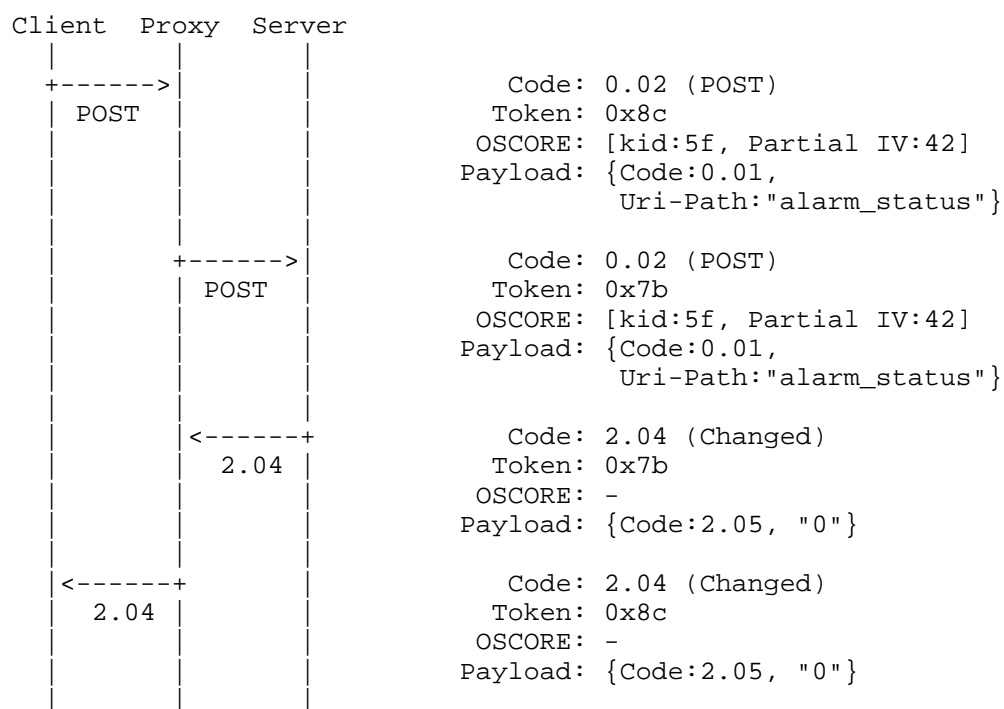 Client  Proxy  Server
   |      |      |
   +------>|      |            Code: 0.02 (POST)
   | POST |      |           Token: 0x8c
   |      |      |          OSCORE: [kid:5f, Partial IV:42]
   |      |      |         Payload: {Code:0.01,
   |      |      |                   Uri-Path:"alarm_status"}
   |      |      |
   |      +------>|            Code: 0.02 (POST)
   |      | POST |           Token: 0x7b
   |      |      |          OSCORE: [kid:5f, Partial IV:42]
   |      |      |         Payload: {Code:0.01,
   |      |      |                   Uri-Path:"alarm_status"}
   |      |      |
   |      |<------+            Code: 2.04 (Changed)
   |      | 2.04 |           Token: 0x7b
   |      |      |          OSCORE: -
   |      |      |         Payload: {Code:2.05, "0"}
   |      |      |
   |<------+      |            Code: 2.04 (Changed)
   | 2.04 |      |           Token: 0x8c
   |      |      |          OSCORE: -
   |      |      |         Payload: {Code:2.05, "0"}
   |      |      |